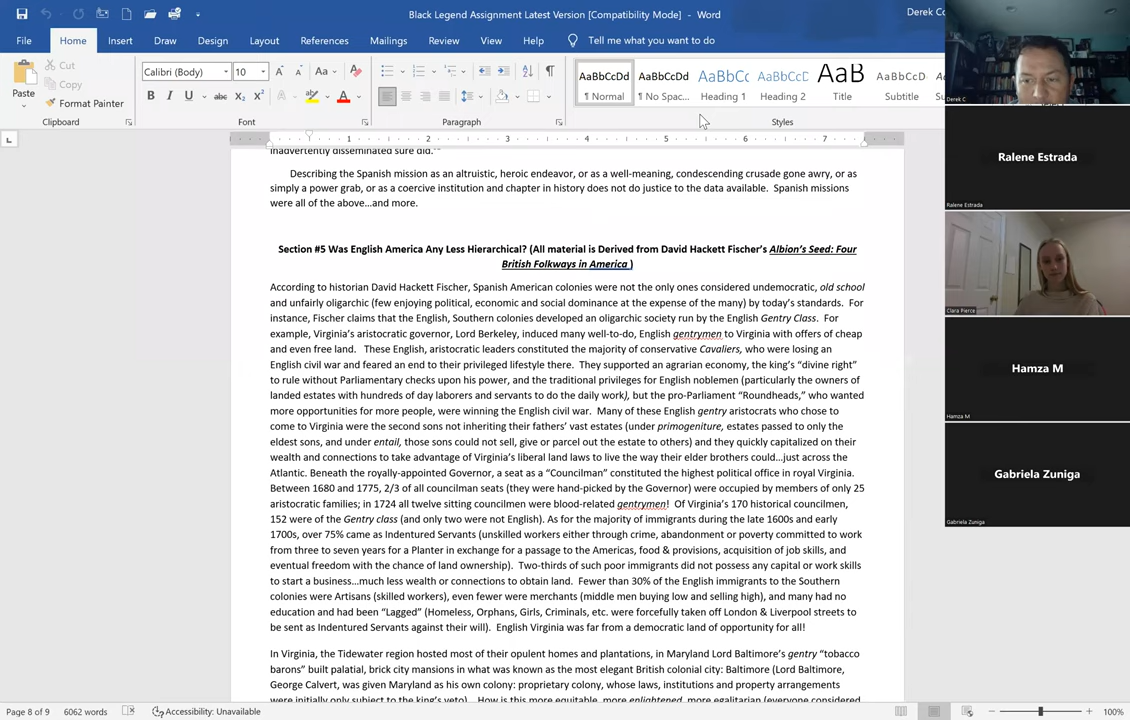 Black Legend Assignment Latest Version [Compatibility Mode] - Word
Derek Co
File Home Insert Draw Design Layout References Mailings Review View Help Tell me what you want to do
Paste
Cut
Copy
Format Painter
Clipboard
Calibri (Body) 10
Font
Paragraph
AaBbCcDd AaBbCcDd AaBbCc AaBbCcD AaB AaBbCcD
¶ Normal ¶ No Spac... Heading 1 Heading 2 Title Subtitle
Styles
1 2 3 4 5 6 7
inadvertently disseminated sure did.
Describing the Spanish mission as an altruistic, heroic endeavor, or as a well-meaning, condescending crusade gone awry, or as
simply a power grab, or as a coercive institution and chapter in history does not do justice to the data available. Spanish missions
were all of the above…and more.
Section #5 Was English America Any Less Hierarchical? (All material is Derived from David Hackett Fischer’s Albion’s Seed: Four
British Folkways in America )
According to historian David Hackett Fischer, Spanish American colonies were not the only ones considered undemocratic, old school
and unfairly oligarchic (few enjoying political, economic and social dominance at the expense of the many) by today’s standards. For
instance, Fischer claims that the English, Southern colonies developed an oligarchic society run by the English Gentry Class. For
example, Virginia’s aristocratic governor, Lord Berkeley, induced many well-to-do, English gentrymen to Virginia with offers of cheap
and even free land. These English, aristocratic leaders constituted the majority of conservative Cavaliers, who were losing an
English civil war and feared an end to their privileged lifestyle there. They supported an agrarian economy, the king’s “divine right”
to rule without Parliamentary checks upon his power, and the traditional privileges for English noblemen (particularly the owners of
landed estates with hundreds of day laborers and servants to do the daily work), but the pro-Parliament “Roundheads,” who wanted
more opportunities for more people, were winning the English civil war. Many of these English gentry aristocrats who chose to
come to Virginia were the second sons not inheriting their fathers’ vast estates (under primogeniture, estates passed to only the
eldest sons, and under entail, those sons could not sell, give or parcel out the estate to others) and they quickly capitalized on their
wealth and connections to take advantage of Virginia’s liberal land laws to live the way their elder brothers could…just across the
Atlantic. Beneath the royally-appointed Governor, a seat as a “Councilman” constituted the highest political office in royal Virginia.
Between 1680 and 1775, 2/3 of all councilman seats (they were hand-picked by the Governor) were occupied by members of only 25
aristocratic families; in 1724 all twelve sitting councilmen were blood-related gentrymen! Of Virginia’s 170 historical councilmen,
152 were of the Gentry class (and only two were not English). As for the majority of immigrants during the late 1600s and early
1700s, over 75% came as Indentured Servants (unskilled workers either through crime, abandonment or poverty committed to work
from three to seven years for a Planter in exchange for a passage to the Americas, food & provisions, acquisition of job skills, and
eventual freedom with the chance of land ownership). Two-thirds of such poor immigrants did not possess any capital or work skills
to start a business…much less wealth or connections to obtain land. Fewer than 30% of the English immigrants to the Southern
colonies were Artisans (skilled workers), even fewer were merchants (middle men buying low and selling high), and many had no
education and had been “Lagged” (Homeless, Orphans, Girls, Criminals, etc. were forcefully taken off London & Liverpool streets to
be sent as Indentured Servants against their will). English Virginia was far from a democratic land of opportunity for all!
In Virginia, the Tidewater region hosted most of their opulent homes and plantations, in Maryland Lord Baltimore’s gentry “tobacco
barons” built palatial, brick city mansions in what was known as the most elegant British colonial city: Baltimore (Lord Baltimore,
George Calvert, was given Maryland as his own colony: proprietary colony, whose laws, institutions and property arrangements
were initially only subject to the king’s veto). How is this more equitable, more enlightened, more egalitarian (everyone considered
Page 8 of 9 6062 words Accessibility: Unavailable 100%
Derek C
Ralene Estrada
Ralene Estrada
Clara Pierce
Hamza M
Hamza M
Gabriela Zuniga
Gabriela Zuniga